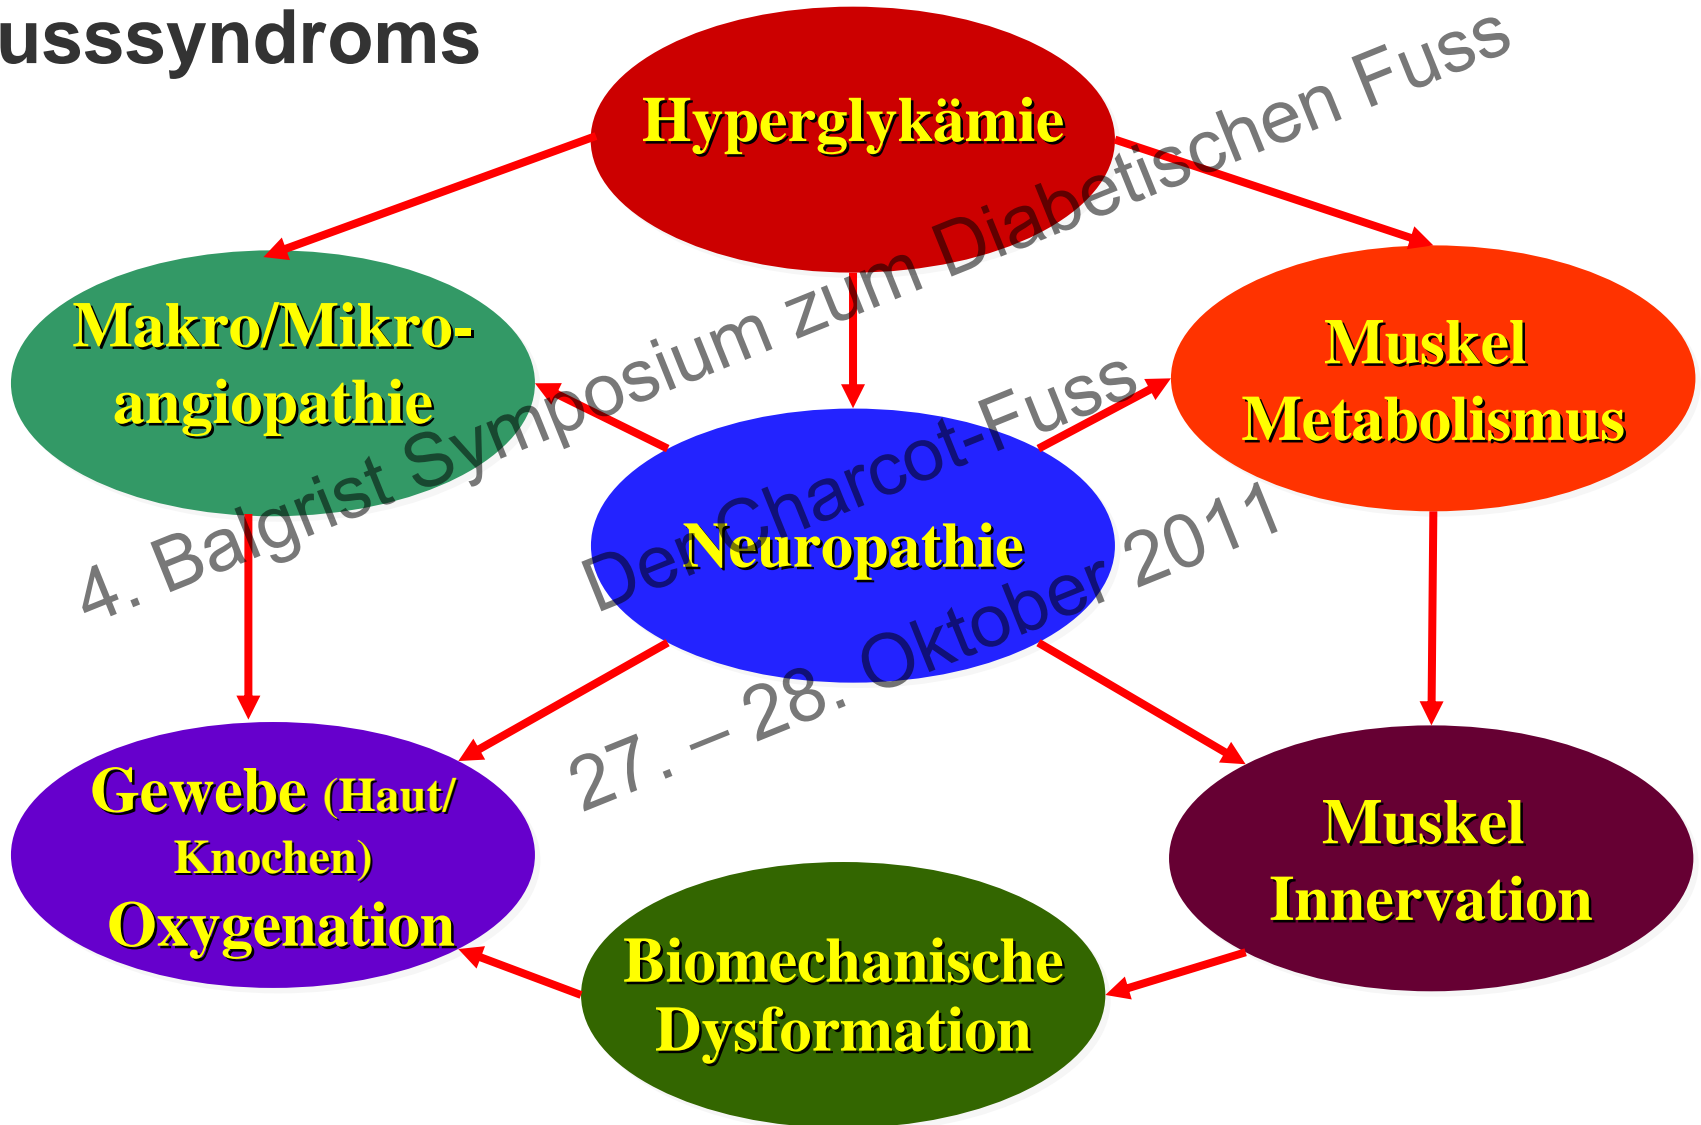 usssyndroms
Hyperglykämie
Makro/Mikro-
angiopathie
Muskel
Metabolismus
Neuropathie
Gewebe (Haut/
Knochen)
Oxygenation
Muskel
Innervation
Biomechanische
Dysformation
4. Balgrist Symposium zum Diabetischen Fuss
Der Charcot-Fuss
27. – 28. Oktober 2011